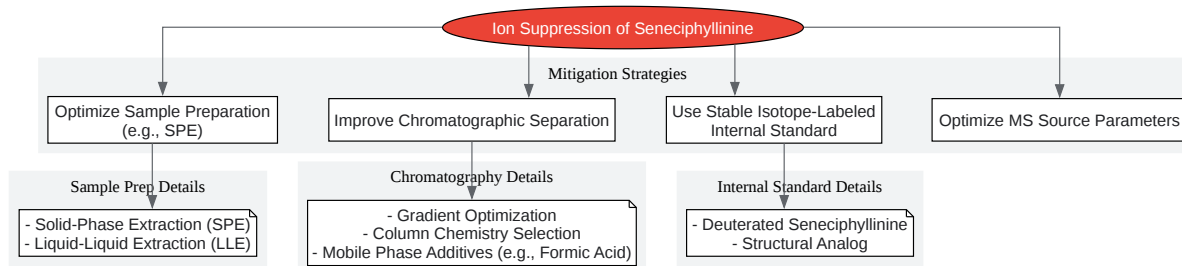 Ion Suppression of Seneciphyllinine
Mitigation Strategies
Optimize Sample Preparation
(e.g., SPE)
Improve Chromatographic Separation
Use Stable Isotope-Labeled
Internal Standard
Optimize MS Source Parameters
Sample Prep Details
- Solid-Phase Extraction (SPE)
- Liquid-Liquid Extraction (LLE)
Chromatography Details
- Gradient Optimization
- Column Chemistry Selection
- Mobile Phase Additives (e.g., Formic Acid)
Internal Standard Details
- Deuterated Seneciphyllinine
- Structural Analog